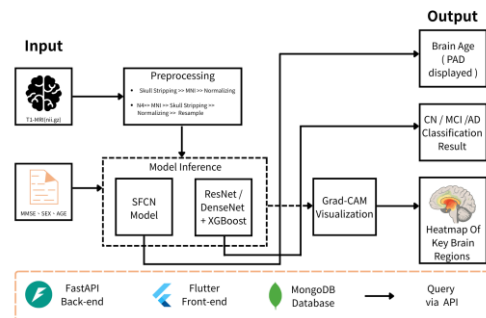 Input
T1-MRI(nii.gz)
MMSE、SEX、AGE
Preprocessing
• Skull Stripping >> MNI >> Normalizing
• N4>> MNI >> Skull Stripping >>
Normalizing >> Resample
Model Inference
SFCN
Model
ResNet /
DenseNet
+ XGBoost
Grad-CAM
Visualization
Output
Brain Age
( PAD
displayed )
CN / MCI /AD
Classification
Result
Heatmap Of
Key Brain
Regions
FastAPI
Back-end
Flutter
Front-end
MongoDB
Database
Query
via API